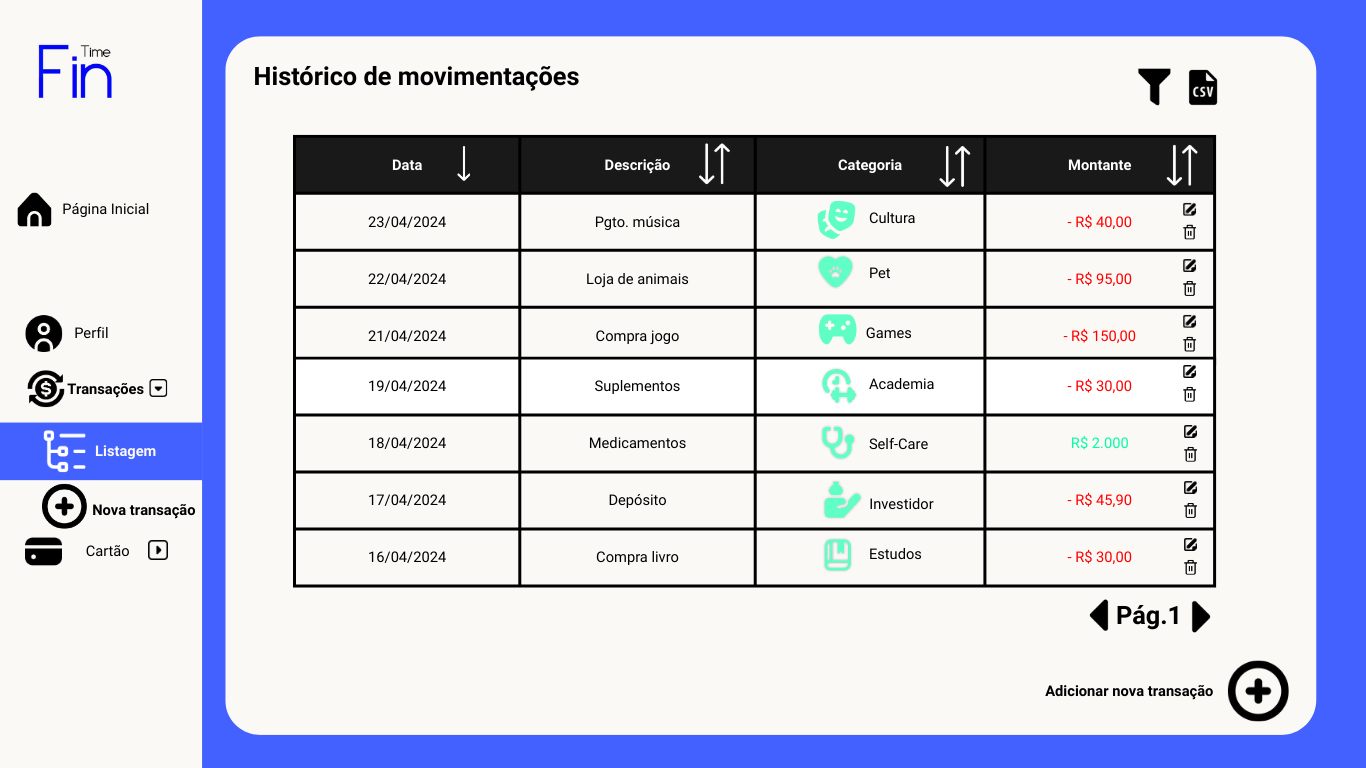 Time
Fin
Página Inicial
Perfil
Transações
Listagem
Nova transação
Cartão
Histórico de movimentações
CSV
Data Descrição Categoria Montante
23/04/2024 Pgto. música Cultura - R$ 40,00
22/04/2024 Loja de animais Pet - R$ 95,00
21/04/2024 Compra jogo Games - R$ 150,00
19/04/2024 Suplementos Academia - R$ 30,00
18/04/2024 Medicamentos Self-Care R$ 2.000
17/04/2024 Depósito Investidor - R$ 45,90
16/04/2024 Compra livro Estudos - R$ 30,00
Pág.1
Adicionar nova transação